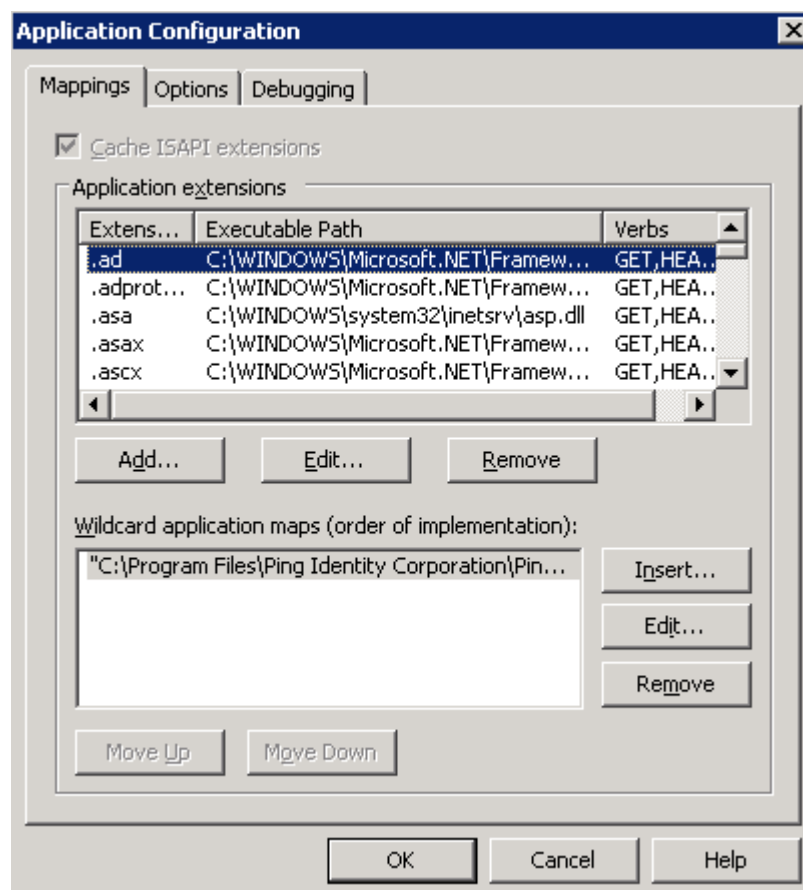 Application Configuration
Mappings Options Debugging
Cache ISAPI extensions
Application extensions
Extens... Executable Path Verbs
.ad C:\WINDOWS\Microsoft.NET\Framew... GET,HEA..
.adprot... C:\WINDOWS\Microsoft.NET\Framew... GET,HEA..
.asa C:\WINDOWS\system32\inetsrv\asp.dll GET,HEA..
.asax C:\WINDOWS\Microsoft.NET\Framew... GET,HEA..
.ascx C:\WINDOWS\Microsoft.NET\Framew... GET,HEA..
Add... Edit... Remove
Wildcard application maps (order of implementation):
"C:\Program Files\Ping Identity Corporation\Pin... Insert...
Edit...
Remove
Move Up Move Down
OK Cancel Help